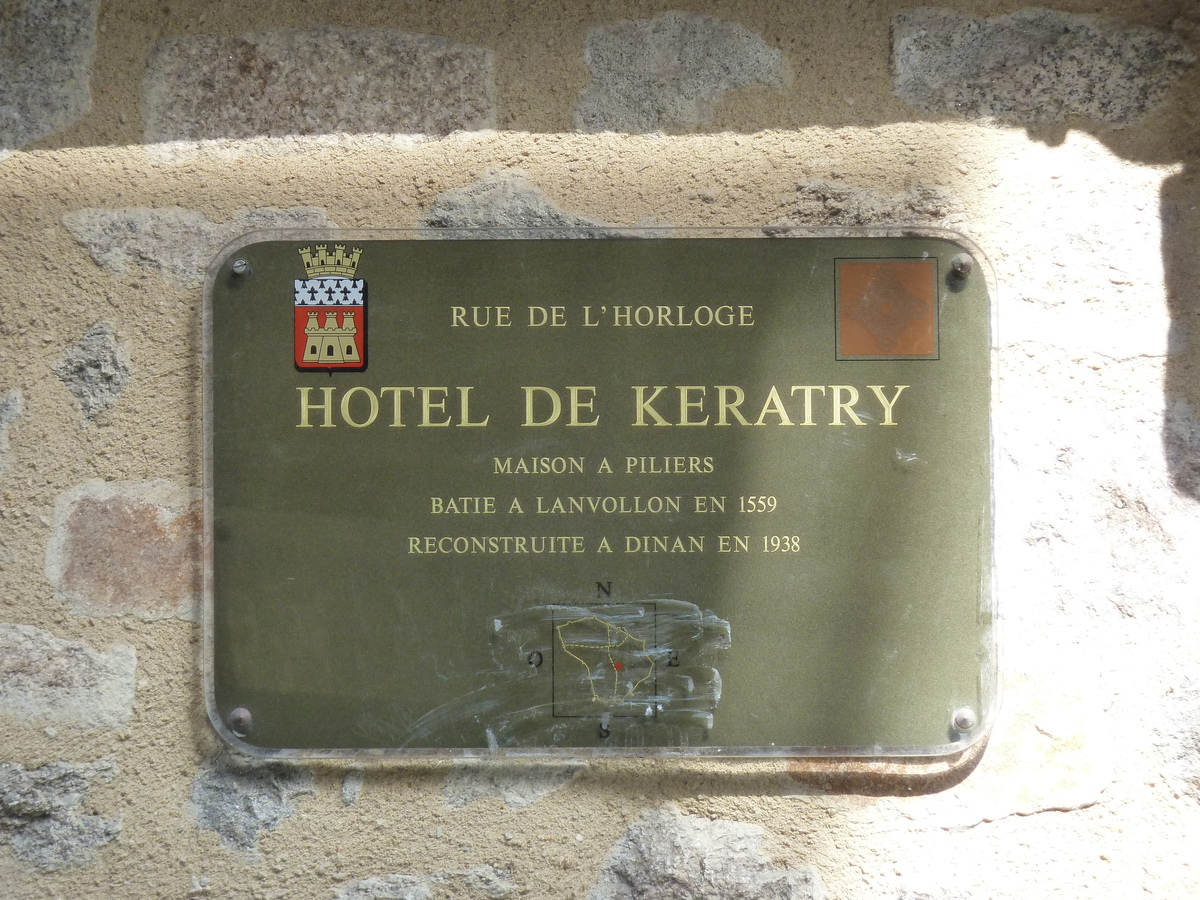 RUE DE L'HORLOGE
HOTEL DE KERATRY
MAISON A PILIERS
BATIE A LANVOLLON EN 1559
RECONSTRUITE A DINAN EN 1938
N
O E
S